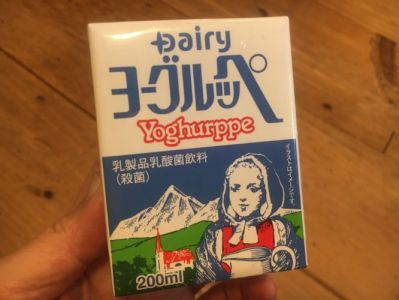 Dairy
ヨーグルッペ
Yoghurppe
乳製品乳酸菌飲料
(殺菌)
イラストはイメージです。
200ml